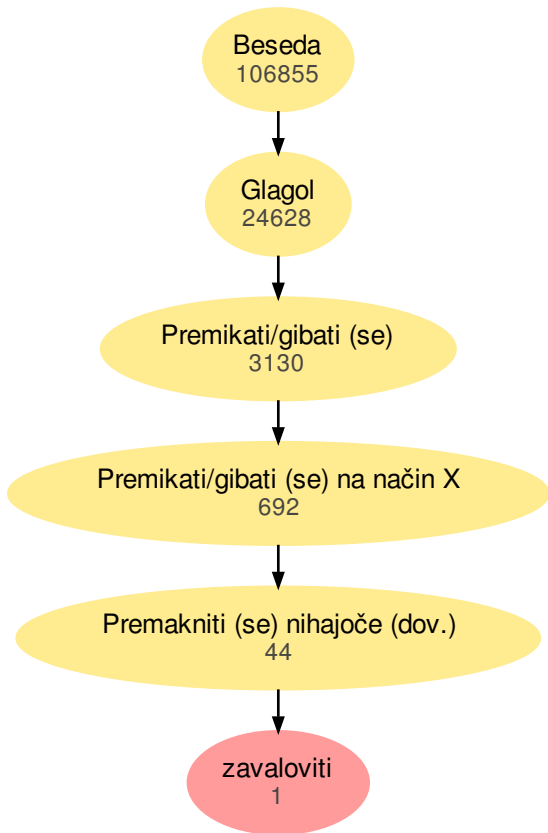 Beseda
106855
Glagol
24628
Premikati/gibati (se)
3130
Premikati/gibati (se) na način X
692
Premakniti (se) nihajoče (dov.)
44
zavaloviti
1